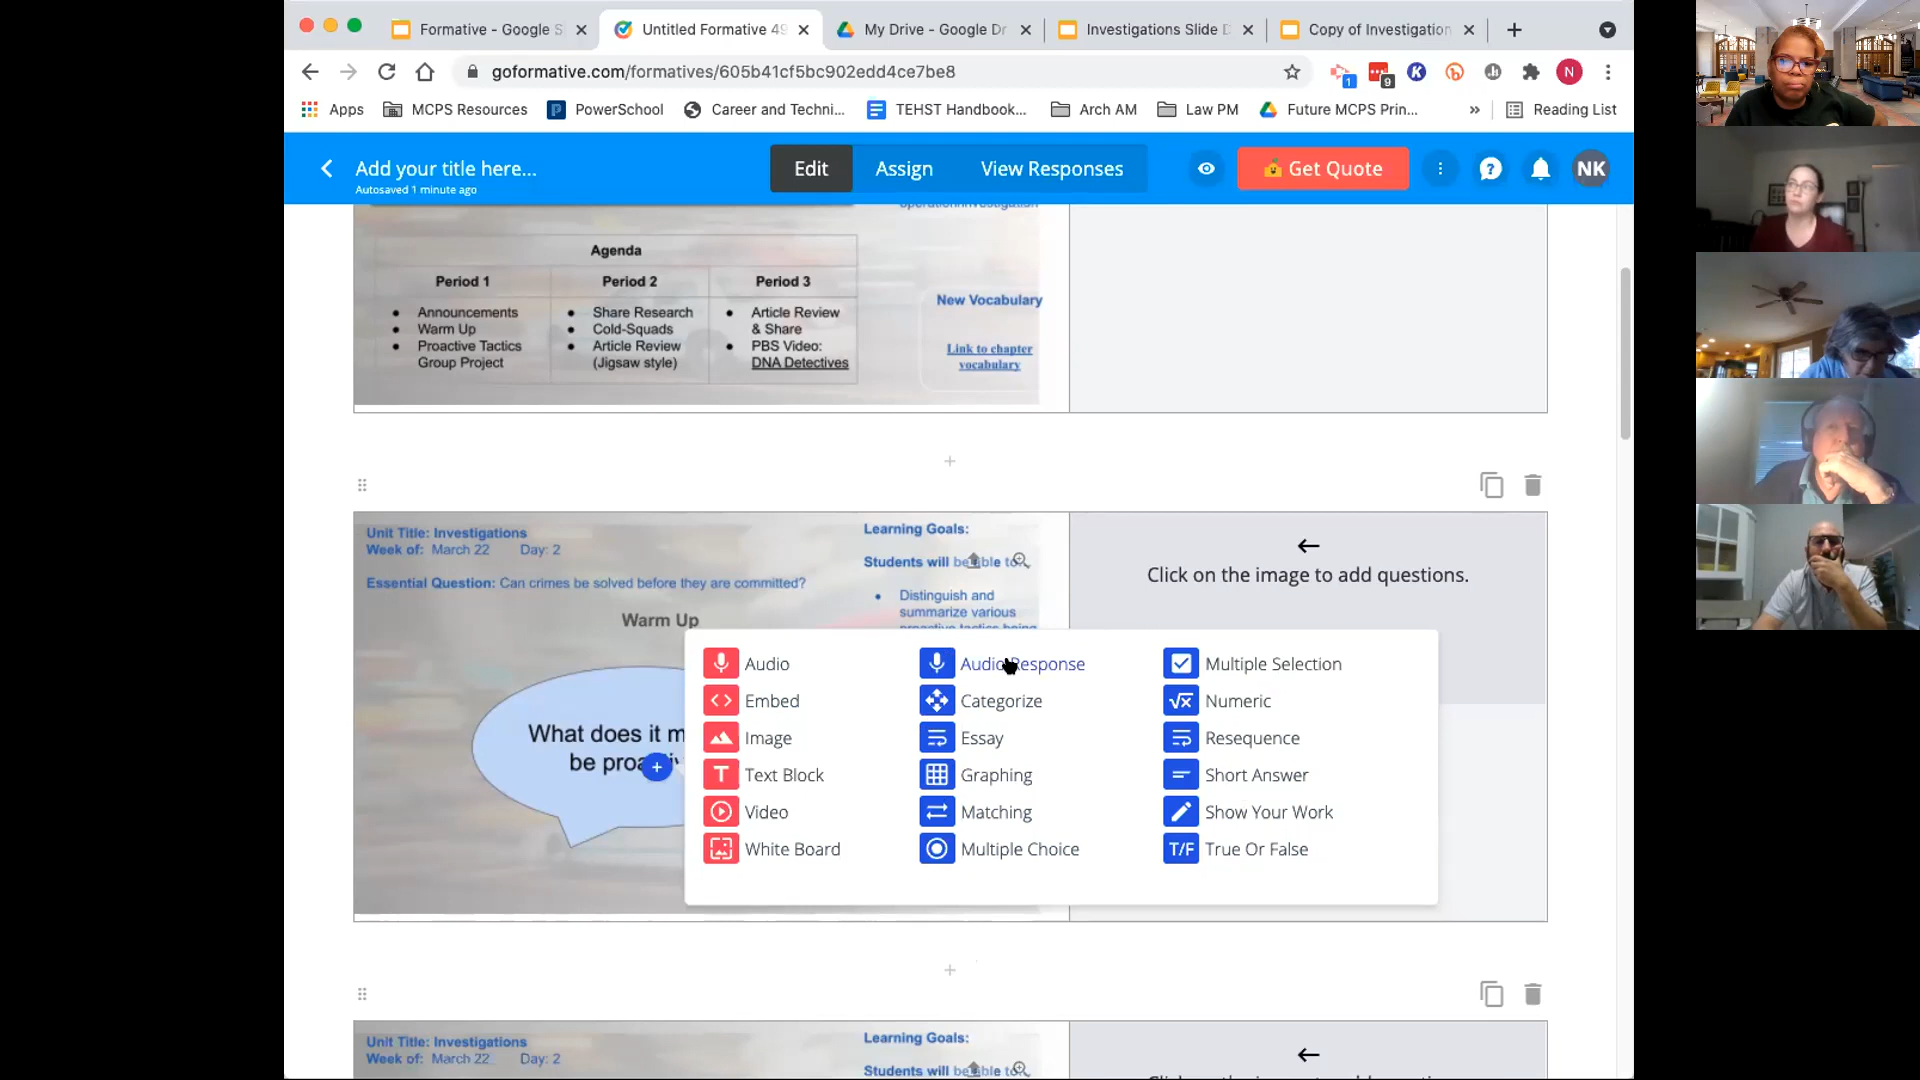 Formative - Google S
Untitled Formative 49
My Drive - Google Dr
Investigations Slide D
Copy of Investigation
goformative.com/formatives/605b41cf5bc902edd4ce7be8
1
9
N
Apps
MCPS Resources
PowerSchool
Career and Techni...
TEHST Handbook...
Arch AM
Law PM
Future MCPS Prin...
Reading List
Add your title here...
Autosaved 1 minute ago
Edit
Assign
View Responses
Get Quote
NK
Agenda
Period 1
Period 2
Period 3
Announcements
Warm Up
Proactive Tactics
Group Project
Share Research
Cold-Squads
Article Review
(Jigsaw style)
Article Review
& Share
PBS Video:
DNA Detectives
New Vocabulary
Link to chapter
vocabulary
Unit Title: Investigations
Week of: March 22 Day: 2
Essential Question: Can crimes be solved before they are committed?
Warm Up
Learning Goals:
Students will be able to
Distinguish and
summarize various
What does it m
Click on the image to add questions.
Audio
Embed
Image
Text Block
Video
White Board
Audio Response
Categorize
Essay
Graphing
Matching
Multiple Choice
Multiple Selection
Numeric
Resequence
Short Answer
Show Your Work
T/F True Or False
Unit Title: Investigations
Week of: March 22 Day: 2
Learning Goals:
Students will be able to